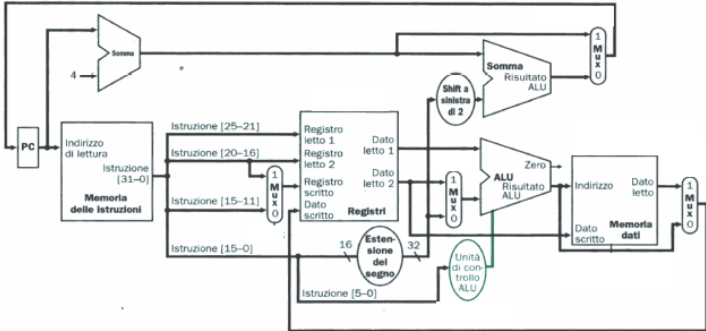 Somma
4
PC
Indirizzo
di lettura
Istruzione
[31–0]
Memoria
delle istruzioni
Istruzione [25–21]
Istruzione [20–16]
Istruzione [15–11]
Istruzione [15–0]
Istruzione [5–0]
1
Mux
0
Registro
letto 1
Registro
letto 2
Registro
scritto
Dato
scritto
Dato
letto 1
Dato
letto 2
Registri
16
Estensione
del
segno
32
Shift a
sinistra
di 2
Somma
Risultato
ALU
1
Mux
0
1
Mux
0
Zero
ALU
Risultato
ALU
Unità
di con-
trollo
ALU
Indirizzo
Dato
letto
Dato
scritto
Memoria
dati
1
Mux
0